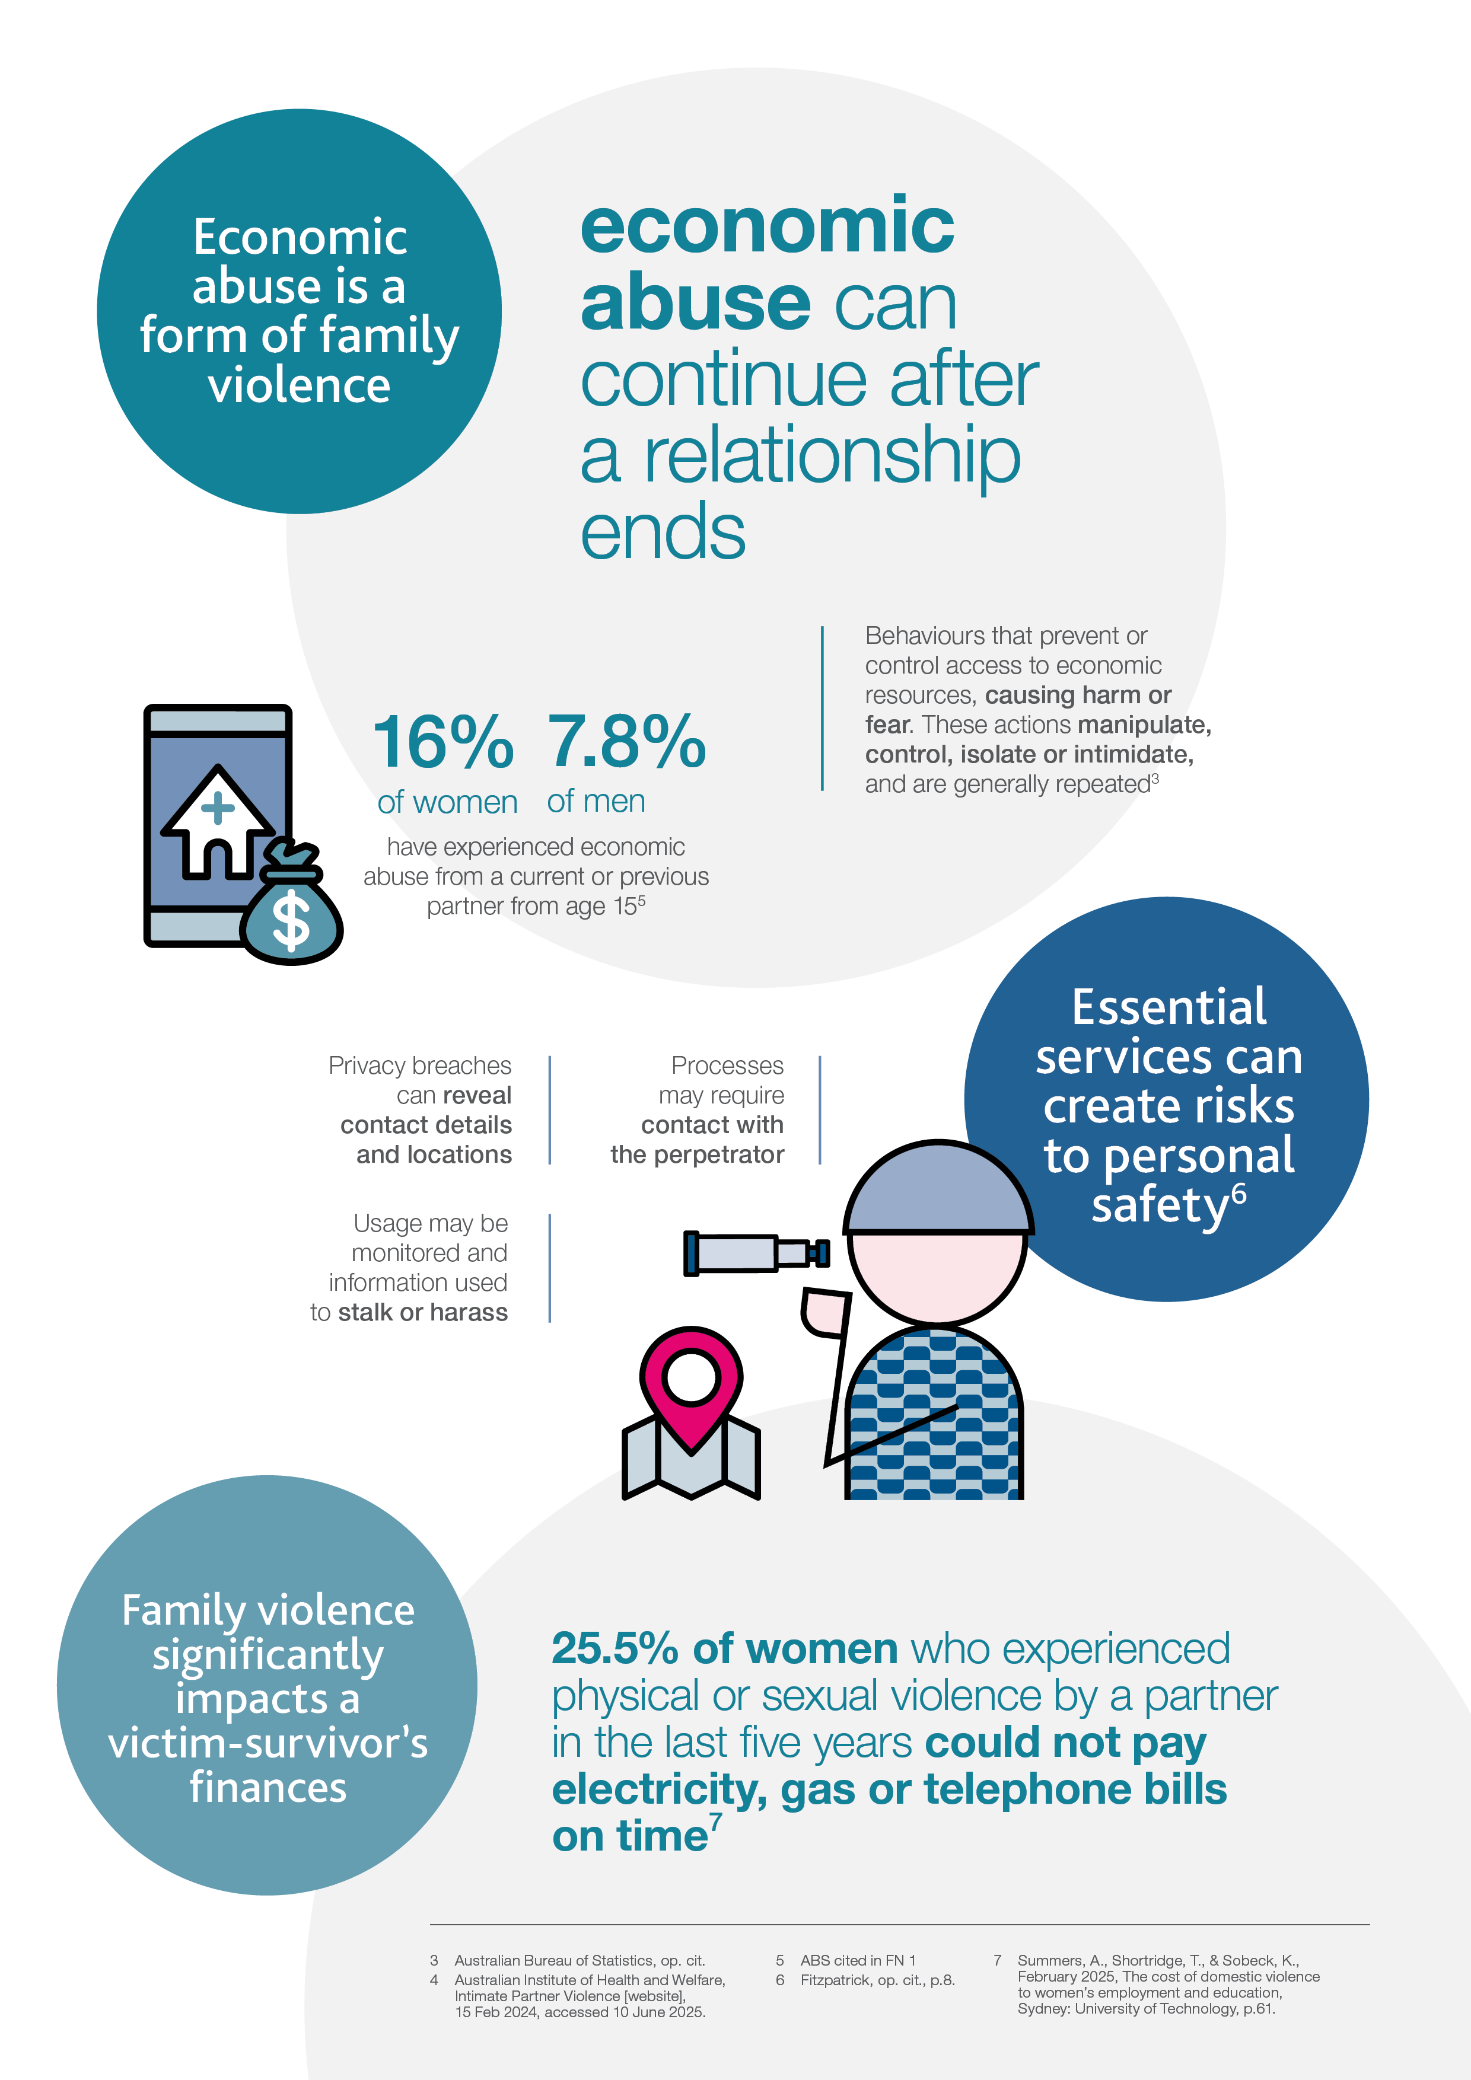 Economic
abuse is a
form of family
violence
economic
abuse can
continue after
a relationship
ends
Behaviours that prevent or
control access to economic
resources, causing harm or
fear. These actions manipulate,
control, isolate or intimidate,
and are generally repeated3
16% 7.8%
of women of men
have experienced economic
abuse from a current or previous
partner from age 155
Essential
services can
create risks
to personal
safety6
Privacy breaches
can reveal
contact details
and locations
Processes
may require
contact with
the perpetrator
Usage may be
monitored and
information used
to stalk or harass
$
Family violence
significantly
impacts a
victim-survivor's
finances
25.5% of women who experienced
physical or sexual violence by a partner
in the last five years could not pay
electricity, gas or telephone bills
on time7
3 Australian Bureau of Statistics, op. cit.
4 Australian Institute of Health and Welfare,
Intimate Partner Violence [website],
15 Feb 2024, accessed 10 June 2025.
5 ABS cited in FN 1
6 Fitzpatrick, op. cit., p.8.
7 Summers, A., Shortridge, T., & Sobeck, K.,
February 2025, The cost of domestic violence
to women's employment and education,
Sydney: University of Technology, p.61.